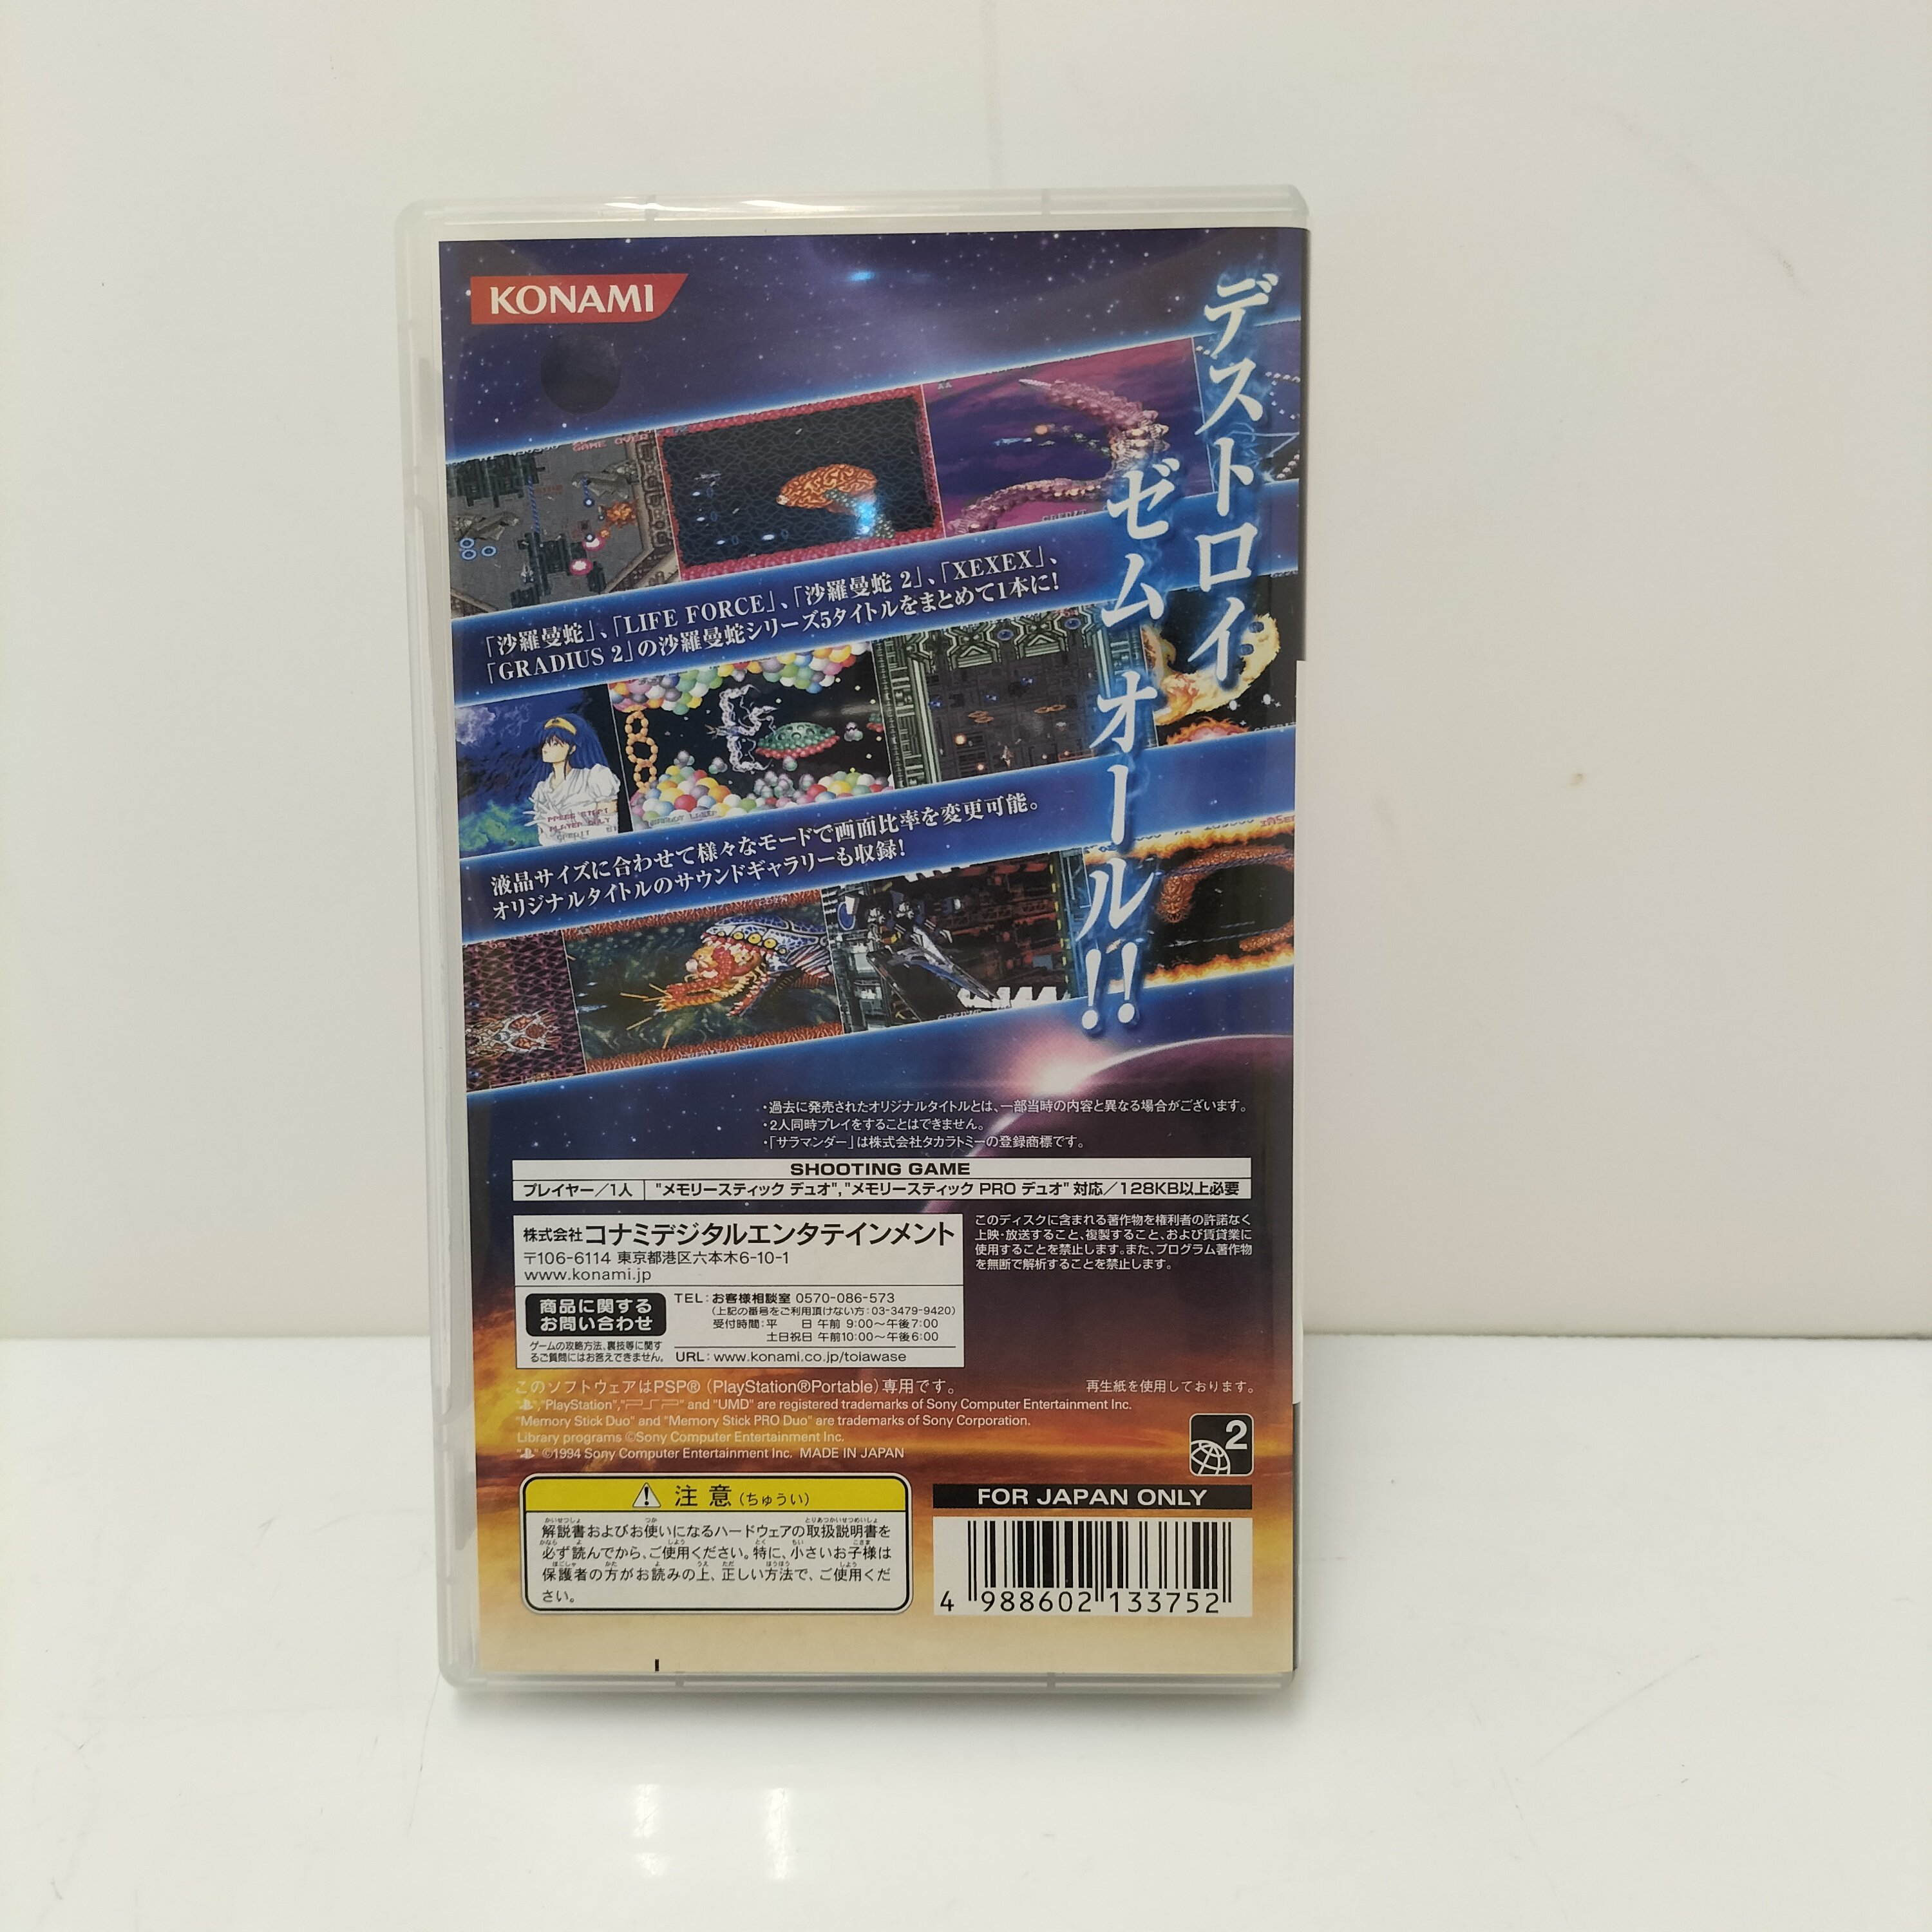 KONAMI
デストロイ
ゼム オール!!
GAME OVER
CREDIT
「沙羅曼蛇」、「LIFE FORCE」、「沙羅曼蛇 2」、「XEXEX」、
「GRADIUS 2」の沙羅曼蛇シリーズ5タイトルをまとめて1本に!
PRESS START
1 PLAYER ONLY
CREDIT
液晶サイズに合わせて様々なモードで画面比率を変更可能。
オリジナルタイトルのサウンドギャラリーも収録!
・過去に発売されたオリジナルタイトルとは、一部当時の内容と異なる場合がございます。
・2人同時プレイをすることはできません。
・「サラマンダー」は株式会社タカラトミーの登録商標です。
SHOOTING GAME
プレイヤー／1人 "メモリースティック デュオ","メモリースティック PRO デュオ" 対応／128KB以上必要
株式会社コナミデジタルエンタテインメント
〒106-6114 東京都港区六本木6-10-1
www.konami.jp
このディスクに含まれる著作物を権利者の許諾なく
上映・放送すること、複製すること、および賃貸業に
使用することを禁止します。また、プログラム著作物
を無断で解析することを禁止します。
商品に関する
お問い合わせ
ゲームの攻略方法、裏技等に関す
るご質問にはお答えできません。
TEL：お客様相談室 0570-086-573
（上記の番号をご利用頂けない方：03-3479-9420）
受付時間：平 日 午前 9:00～午後7:00
土日祝日 午前10:00～午後6:00
URL：www.konami.co.jp/toiawase
このソフトウェアはPSP®（PlayStation®Portable）専用です。
再生紙を使用しております。
"", "PlayStation", "PSP" and "UMD" are registered trademarks of Sony Computer Entertainment Inc.
"Memory Stick Duo" and "Memory Stick PRO Duo" are trademarks of Sony Corporation.
Library programs ©Sony Computer Entertainment Inc.
"" ©1994 Sony Computer Entertainment Inc. MADE IN JAPAN
2
注意（ちゅうい）
解説書およびお使いになるハードウェアの取扱説明書を
必ず読んでから、ご使用ください。特に、小さいお子様は
保護者の方がお読みの上、正しい方法で、ご使用くだ
さい。
FOR JAPAN ONLY
4 988602 133752